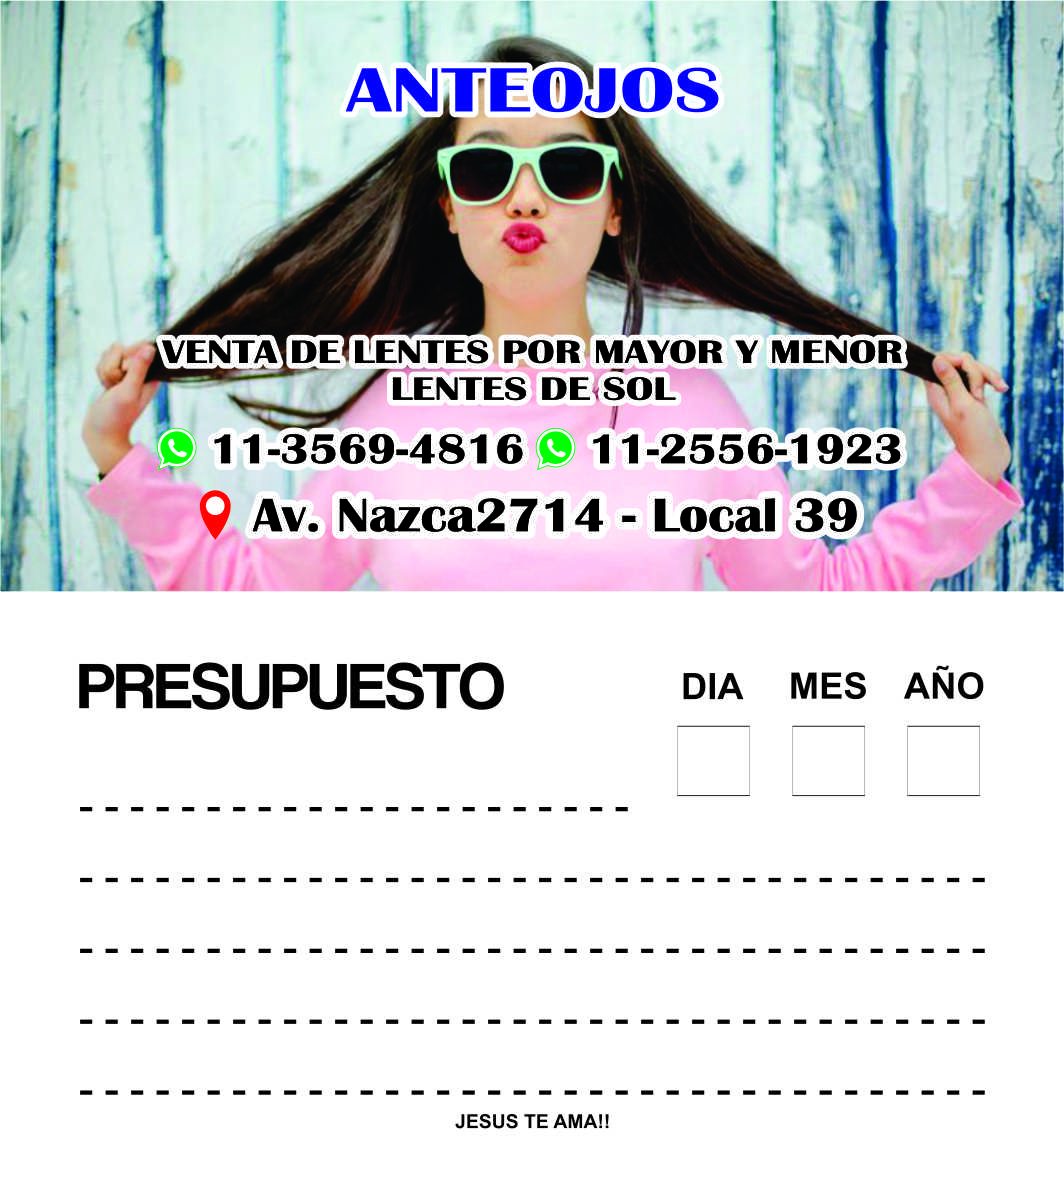 ANTEOJOS
VENTA DE LENTES POR MAYOR Y MENOR
LENTES DE SOL
11-3569-4816 11-2556-1923
Av. Nazca2714 - Local 39
PRESUPUESTO
DIA MES AÑO
JESUS TE AMA!!